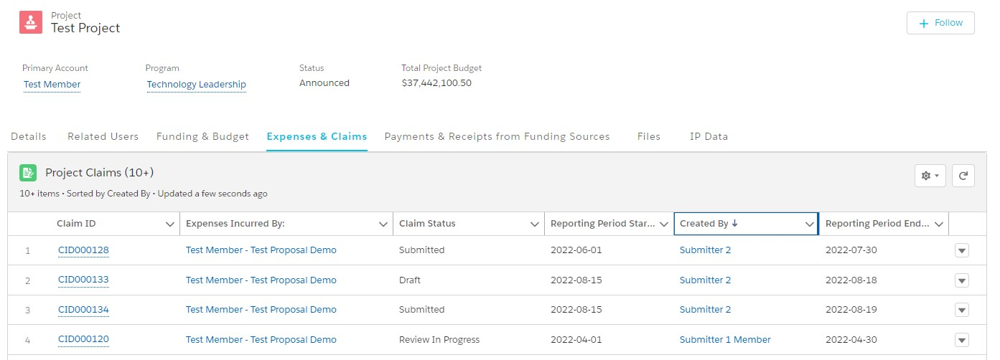 Project
Test Project
+ Follow
Primary Account Program Status Total Project Budget
Test Member Technology Leadership Announced $37,442,100.50
Details Related Users Funding & Budget Expenses & Claims Payments & Receipts from Funding Sources Files IP Data
Project Claims (10+)
10+ items • Sorted by Created By • Updated a few seconds ago
Claim ID Expenses Incurred By: Claim Status Reporting Period Star... Created By ↓ Reporting Period End...
1 CID000128 Test Member - Test Proposal Demo Submitted 2022-06-01 Submitter 2 2022-07-30
2 CID000133 Test Member - Test Proposal Demo Draft 2022-08-15 Submitter 2 2022-08-18
3 CID000134 Test Member - Test Proposal Demo Submitted 2022-08-15 Submitter 2 2022-08-19
4 CID000120 Test Member - Test Proposal Demo Review In Progress 2022-04-01 Submitter 1 Member 2022-04-30